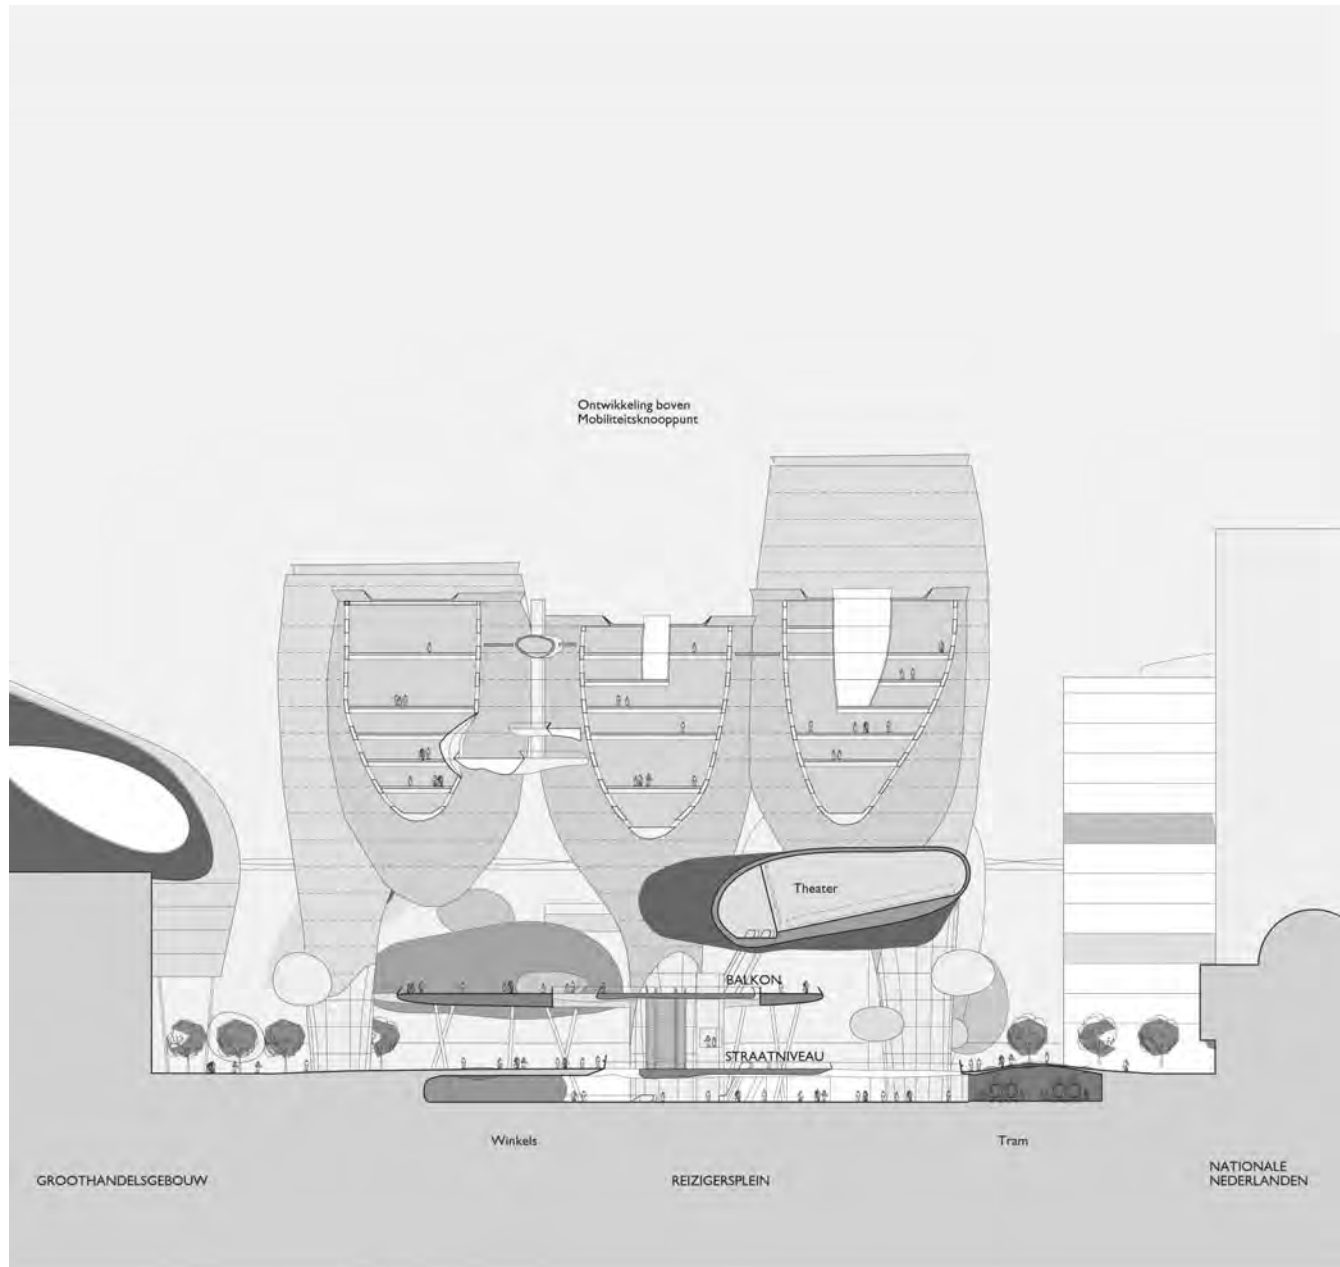 Ontwikkeling boven
Mobiliteitsknooppunt
Theater
BALKON
STRAATNIVEAU
Winkels
Tram
GROOTHANDELSGEBOUW
REIZIGERSPLEIN
NATIONALE
NEDERLANDEN